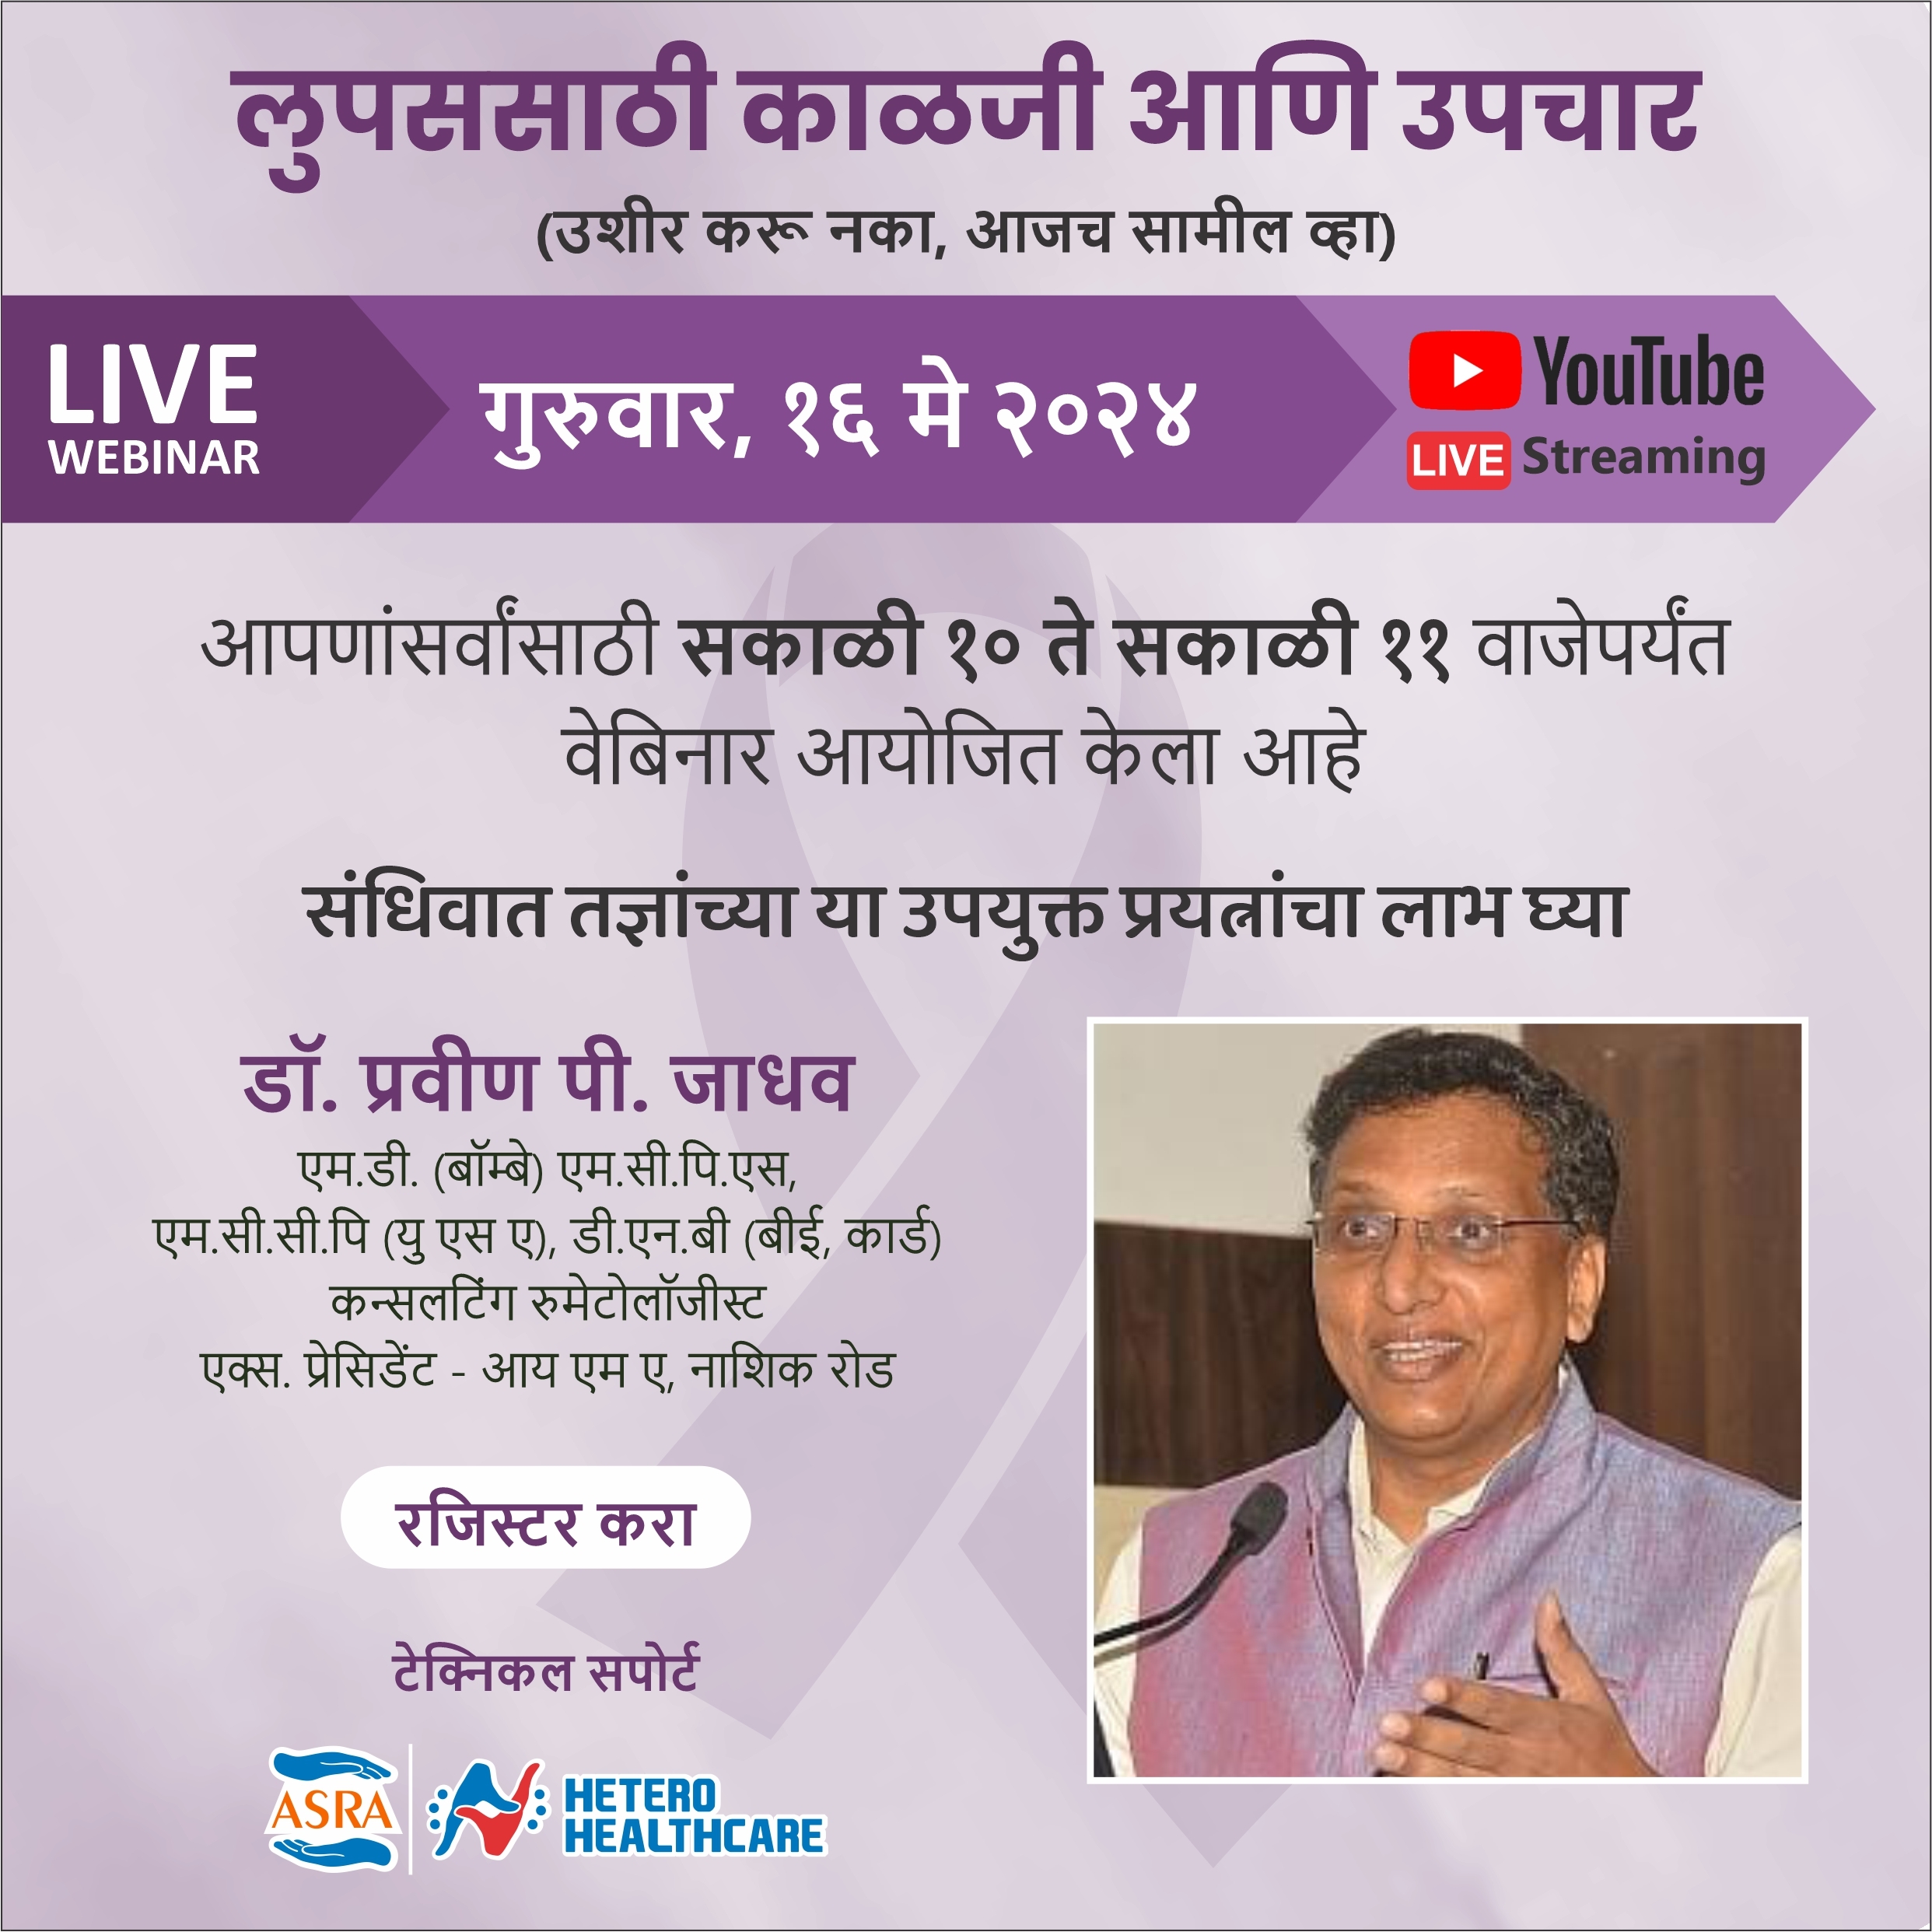 लुपससाठी काळजी आणि उपचार
(उशीर करू नका, आजच सामील व्हा)
LIVE
WEBINAR
गुरुवार, १६ मे २०२४
YouTube
LIVE Streaming
आपणांसर्वांसाठी सकाळी १० ते सकाळी ११ वाजेपर्यंत
वेबिनार आयोजित केला आहे
संधिवात तज्ञांच्या या उपयुक्त प्रयत्नांचा लाभ घ्या
डॉ. प्रवीण पी. जाधव
एम.डी. (बॉम्बे) एम.सी.पि.एस,
एम.सी.सी.पि (यु एस ए), डी.एन.बी (बीई, कार्ड)
कन्सलटिंग रुमेटोलॉजीस्ट
एक्स. प्रेसिडेंट - आय एम ए, नाशिक रोड
रजिस्टर करा
टेक्निकल सपोर्ट
ASRA
HETERO
HEALTHCARE